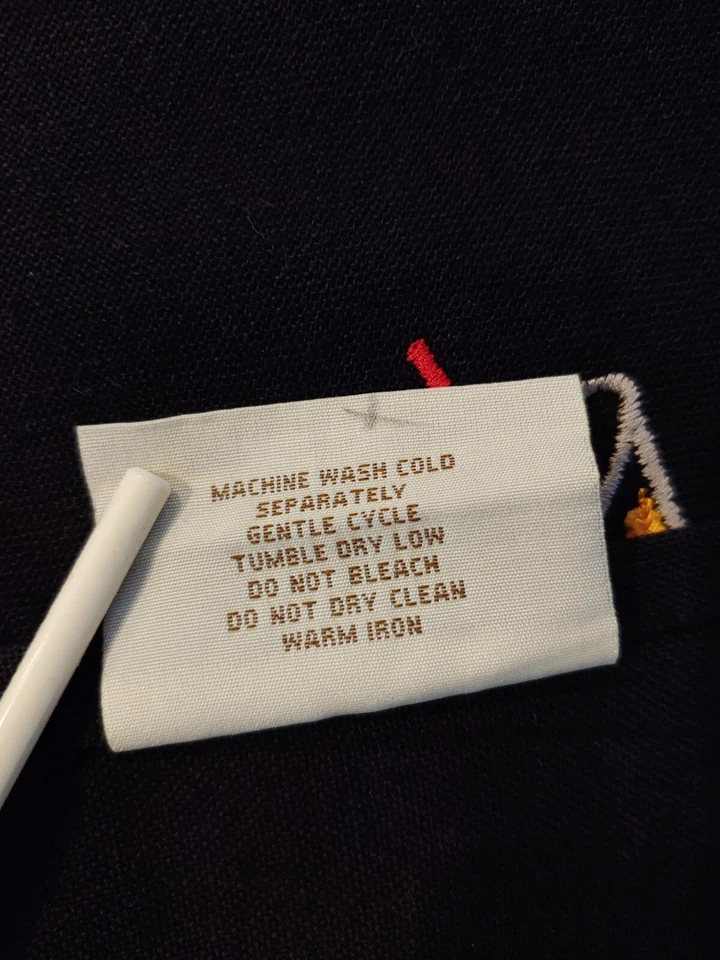 MACHINE WASH COLD
SEPARATELY
GENTLE CYCLE
TUMBLE DRY LOW
DO NOT BLEACH
DO NOT DRY CLEAN
WARM IRON